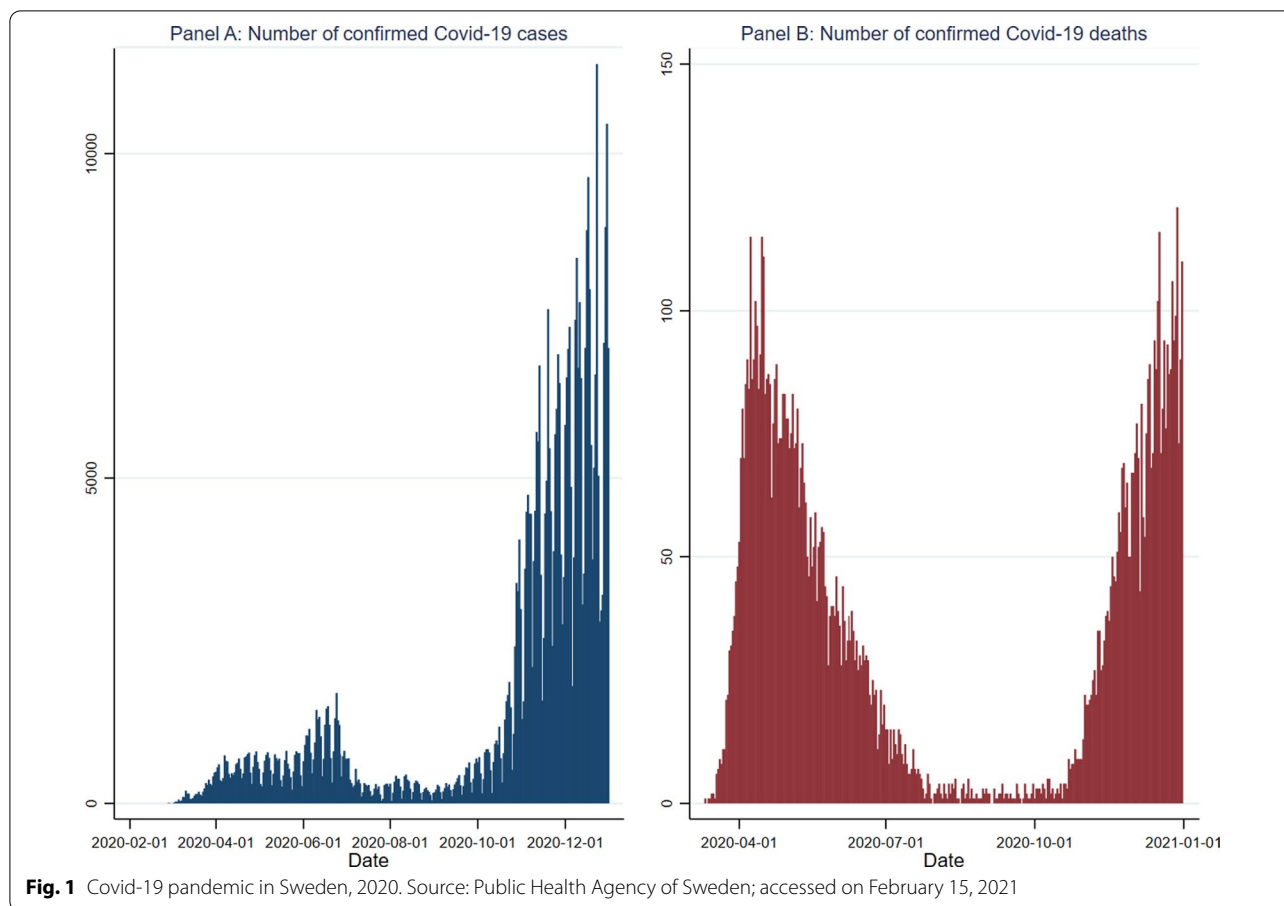 Panel A: Number of confirmed Covid-19 cases
10000
5000
0
2020-02-01 2020-04-01 2020-06-01 2020-08-01 2020-10-01 2020-12-01
Date
Panel B: Number of confirmed Covid-19 deaths
150
100
50
0
2020-04-01 2020-07-01 2020-10-01 2021-01-01
Date
Fig. 1 Covid-19 pandemic in Sweden, 2020. Source: Public Health Agency of Sweden; accessed on February 15, 2021